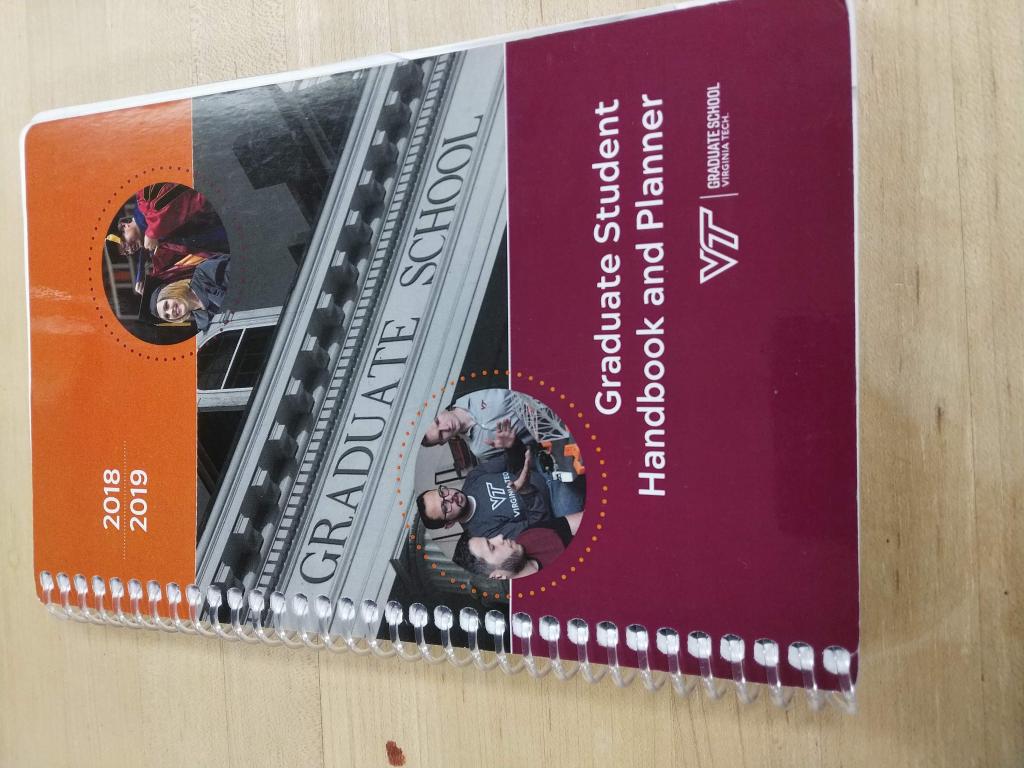 2018
2019
GRADUATE SCHOOL
VT
VIRGINIA TECH
Graduate Student
Handbook and Planner
VT GRADUATE SCHOOL
VIRGINIA TECH.